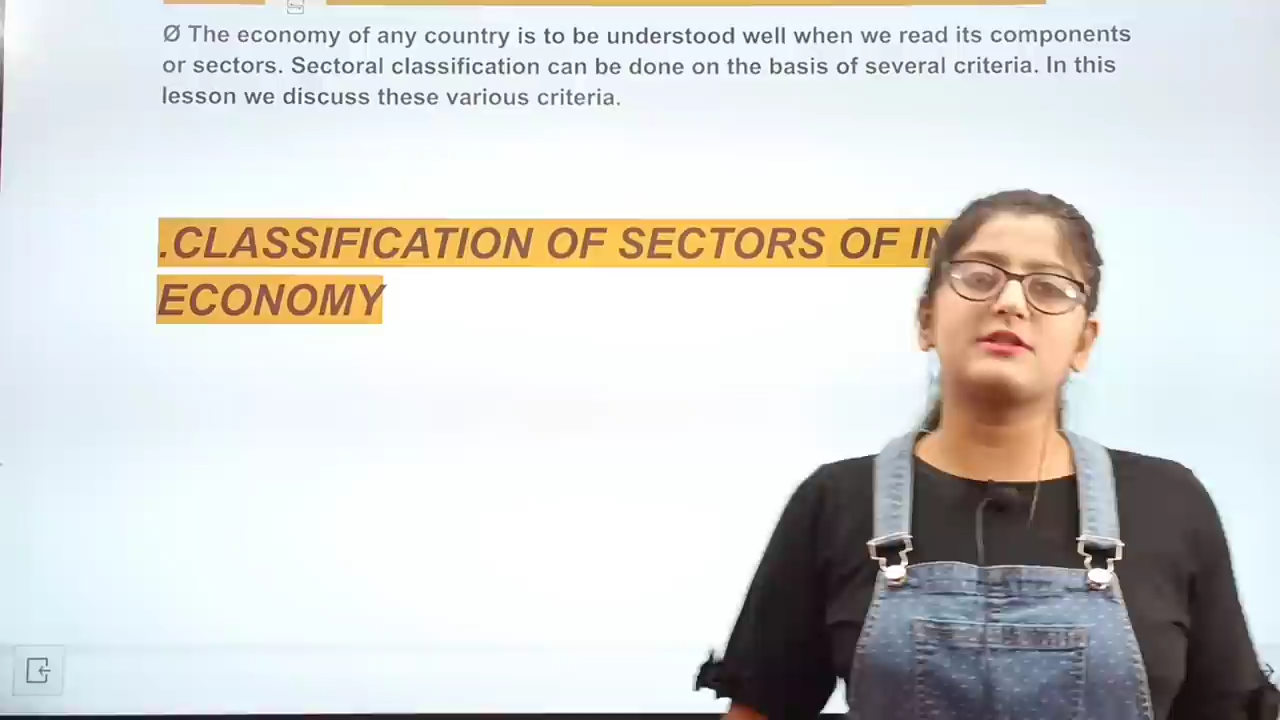 Ø The economy of any country is to be understood well when we read its components
or sectors. Sectoral classification can be done on the basis of several criteria. In this
lesson we discuss these various criteria.
.CLASSIFICATION OF SECTORS OF
ECONOMY